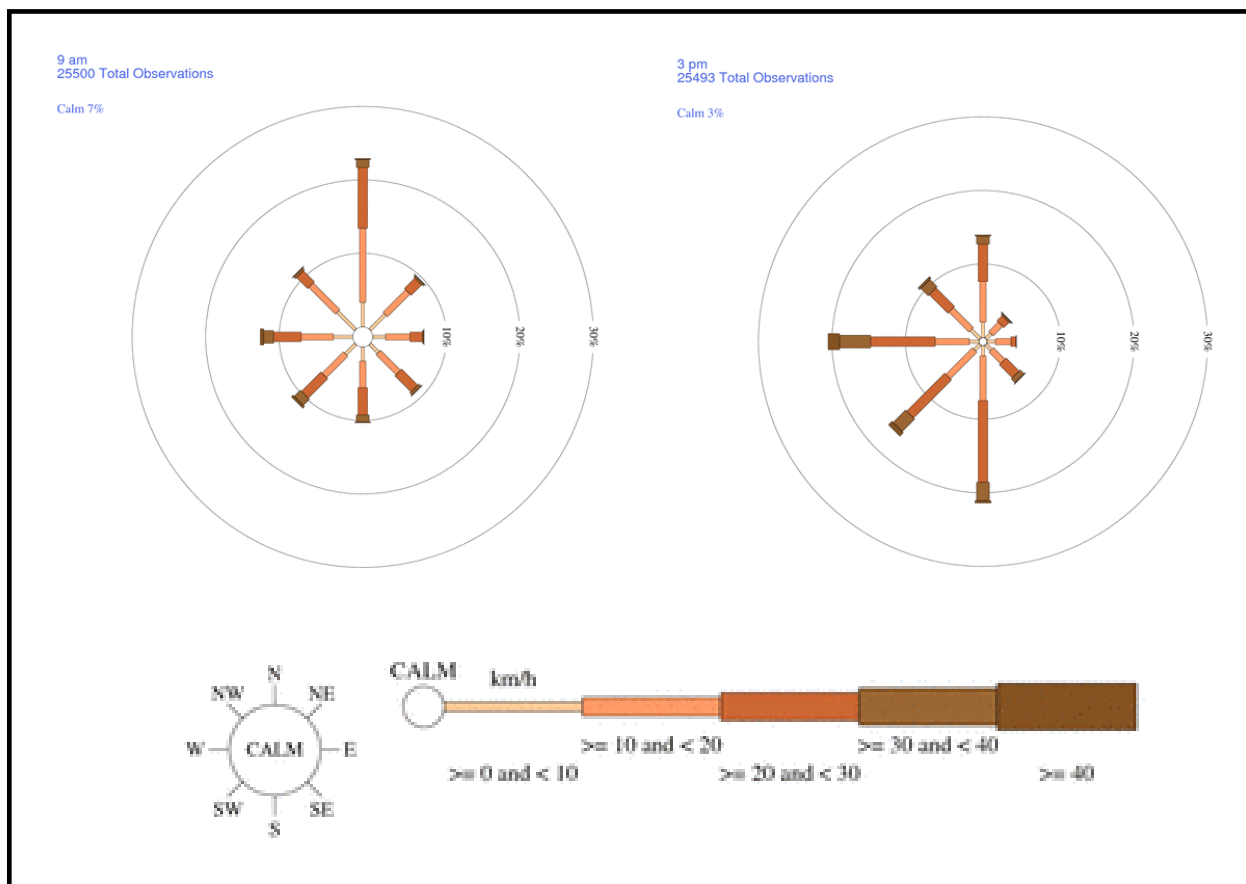 9 am
25500 Total Observations
Calm 7%
10%
20%
30%
3 pm
25493 Total Observations
Calm 3%
10%
20%
30%
N
NW
NE
W
CALM
E
SW
SE
S
CALM
km/h
>= 10 and < 20
>= 30 and < 40
>= 0 and < 10
>= 20 and < 30
>= 40